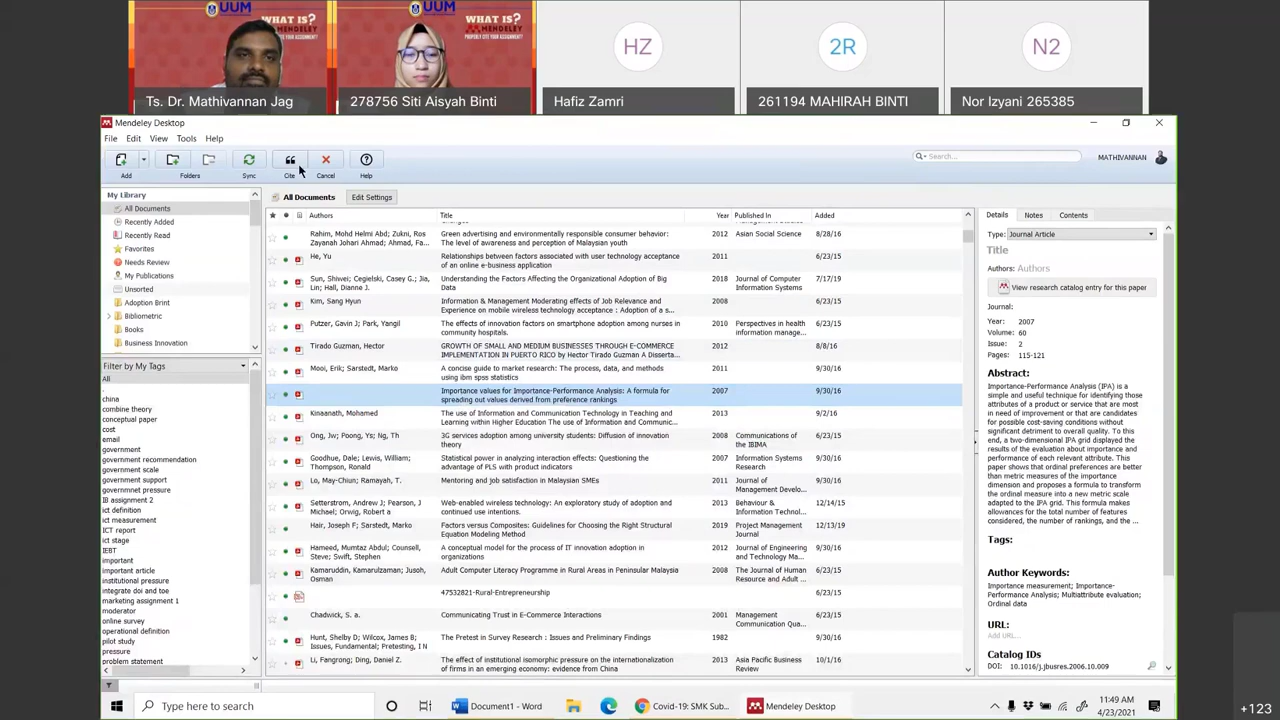 UUM
WHAT IS?
MENDELEY
PROPERLY CITE YOUR ASSIGNMENT?
UUM
WHAT IS?
MENDELEY
PROPERLY CITE YOUR ASSIGNMENT?
HZ
2R
N2
Ts. Dr. Mathivannan Jag
278756 Siti Aisyah Binti
Hafiz Zamri
261194 MAHIRAH BINTI
Nor Izyani 265385
Mendeley Desktop
File Edit View Tools Help
Search...
MATHIVANNAN
Add Folders Sync Cite Cancel Help
My Library
All Documents
Recently Added
Recently Read
Favorites
Needs Review
My Publications
Unsorted
Adoption Brint
Bibliometric
Books
Business Innovation
Filter by My Tags
All
.
china
combine theory
conceptual paper
cost
email
government
government recommendation
government scale
government support
governmnet pressure
IB assignment 2
ict definition
ict measurement
ICT report
ict stage
IEBT
important
important article
institutional pressure
integrate doi and toe
marketing assignment 1
moderator
online survey
operational definition
pilot study
pressure
problem statement
All Documents Edit Settings
Authors Title Year Published In Added
Rahim, Mohd Helmi Abd; Zukni, Ros Green advertising and environmentally responsible consumer behavior: 2012 Asian Social Science 8/28/16
Zayanah Johari Ahmad; Ahmad, Fa... The level of awareness and perception of Malaysian youth
He, Yu Relationships between factors associated with user technology acceptance 2011 6/23/15
of an online e-business application
Sun, Shiwei; Cegielski, Casey G.; Jia, Understanding the Factors Affecting the Organizational Adoption of Big 2018 Journal of Computer 7/17/19
Lin; Hall, Dianne J. Data Information Systems
Kim, Sang Hyun Information & Management Moderating effects of Job Relevance and 2008 6/23/15
Experience on mobile wireless technology acceptance : Adoption of a s...
Putzer, Gavin J; Park, Yangil The effects of innovation factors on smartphone adoption among nurses in 2010 Perspectives in health 6/23/15
community hospitals. information manage...
Tirado Guzman, Hector GROWTH OF SMALL AND MEDIUM BUSINESSES THROUGH E-COMMERCE 2012 8/8/16
IMPLEMENTATION IN PUERTO RICO by Hector Tirado Guzman A Disserta...
Mooi, Erik; Sarstedt, Marko A concise guide to market research: The process, data, and methods 2011 9/30/16
using ibm spss statistics
Importance values for Importance-Performance Analysis: A formula for 2007 9/30/16
spreading out values derived from preference rankings
Kinaanath, Mohamed The use of Information and Communication Technology in Teaching and 2013 9/2/16
Learning within Higher Education The use of Information and Communic...
Ong, Jw; Poong, Ys; Ng, Th 3G services adoption among university students: Diffusion of innovation 2008 Communications of 6/23/15
theory the IBIMA
Goodhue, Dale; Lewis, William; Statistical power in analyzing interaction effects: Questioning the 2007 Information Systems 9/30/16
Thompson, Ronald advantage of PLS with product indicators Research
Lo, May-Chiun; Ramayah, T. Mentoring and job satisfaction in Malaysian SMEs 2011 Journal of 9/30/16
Management Develo...
Setterstrom, Andrew J; Pearson, J Web-enabled wireless technology: An exploratory study of adoption and 2013 Behaviour & 12/14/15
Michael; Orwig, Robert a continued use intentions. Information Technol...
Hair, Joseph F; Sarstedt, Marko Factors versus Composites: Guidelines for Choosing the Right Structural 2019 Project Management 12/13/19
Equation Modeling Method Journal
Hameed, Mumtaz Abdul; Counsell, A conceptual model for the process of IT innovation adoption in 2012 Journal of Engineering 9/30/16
Steve; Swift, Stephen organizations and Technology Ma...
Kamaruddin, Kamarulzaman; Jusoh, Adult Computer Literacy Programme in Rural Areas in Peninsular Malaysia 2008 The Journal of Human 6/23/15
Osman Resource and Adult ...
47532821-Rural-Entrepreneurship 6/23/15
Chadwick, S. a. Communicating Trust in E-Commerce Interactions 2001 Management 6/23/15
Communication Qua...
Hunt, Shelby D; Wilcox, James B; The Pretest in Survey Research : Issues and Preliminary Findings 1982 9/30/16
Issues, Fundamental; Pretesting, I N
Li, Fangrong; Ding, Daniel Z. The effect of institutional isomorphic pressure on the internationalization 2013 Asia Pacific Business 10/1/16
of firms in an emerging economy: evidence from China Review
Details Notes Contents
Type: Journal Article
Title
Authors: Authors
View research catalog entry for this paper
Journal:
Year: 2007
Volume: 60
Issue: 2
Pages: 115-121
Abstract:
Importance-Performance Analysis (IPA) is a
simple and useful technique for identifying those
attributes of a product or service that are most
in need of improvement or that are candidates
for possible cost-saving conditions without
significant detriment to overall quality. To this
end, a two-dimensional IPA grid displayed the
results of the evaluation about importance and
performance of each relevant attribute. This
paper shows that ordinal preferences are better
than metric measures of the importance
dimension and proposes a formula to transform
the ordinal measure into a new metric scale
adapted to the IPA grid. This formula makes
allowances for the total number of features
considered, the number of rankings, and the ...
Tags:
Author Keywords:
Importance measurement; Importance-
Performance Analysis; Multiattribute evaluation;
Ordinal data
URL:
Add URL...
Catalog IDs
DOI: 10.1016/j.jbusres.2006.10.009
Type here to search
Document1 - Word
Covid-19: SMK Sub...
Mendeley Desktop
11:49 AM
4/23/2021
+123